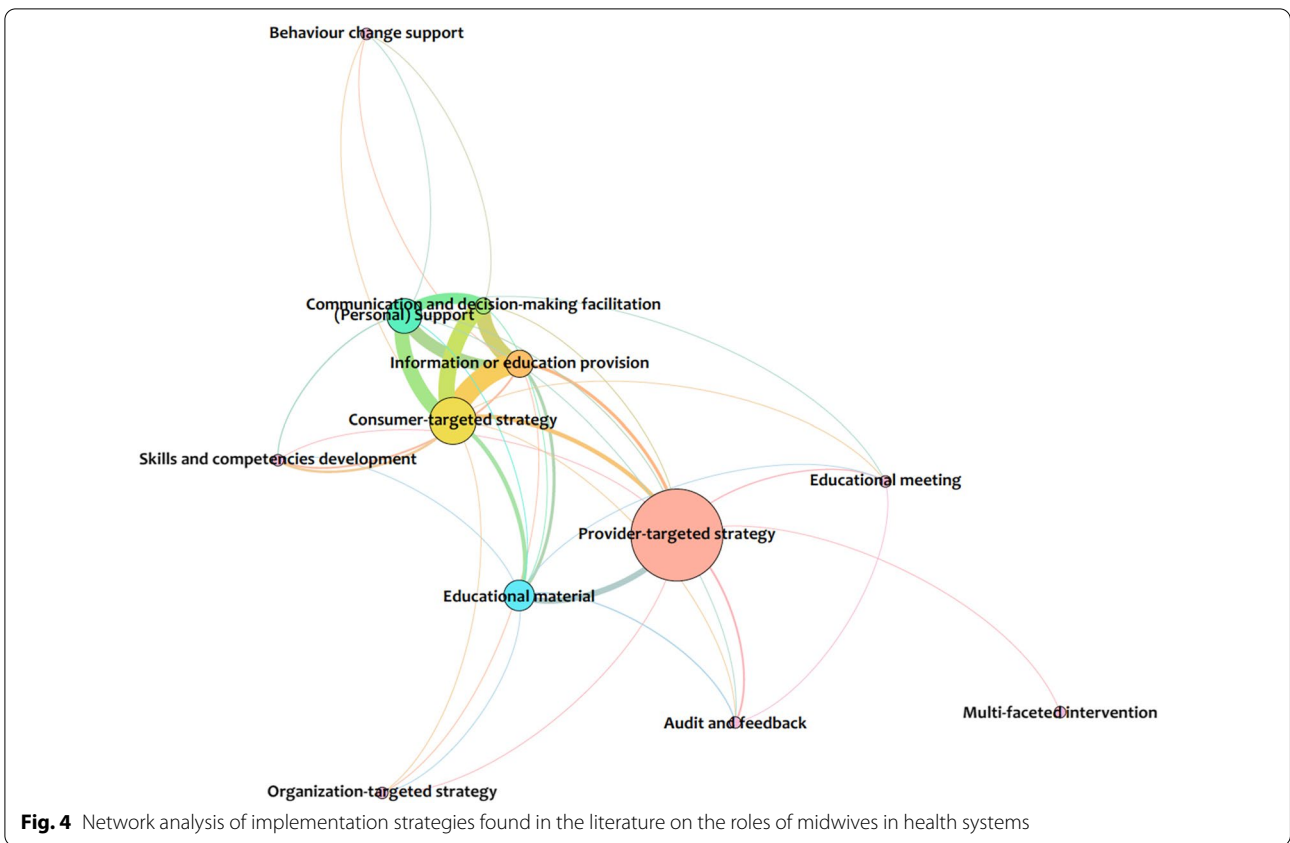 Behaviour change support
Communication and decision-making facilitation
(Personal) Support
Information or education provision
Consumer-targeted strategy
Skills and competencies development
Educational meeting
Provider-targeted strategy
Educational material
Multi-faceted intervention
Audit and feedback
Organization-targeted strategy
Fig. 4 Network analysis of implementation strategies found in the literature on the roles of midwives in health systems